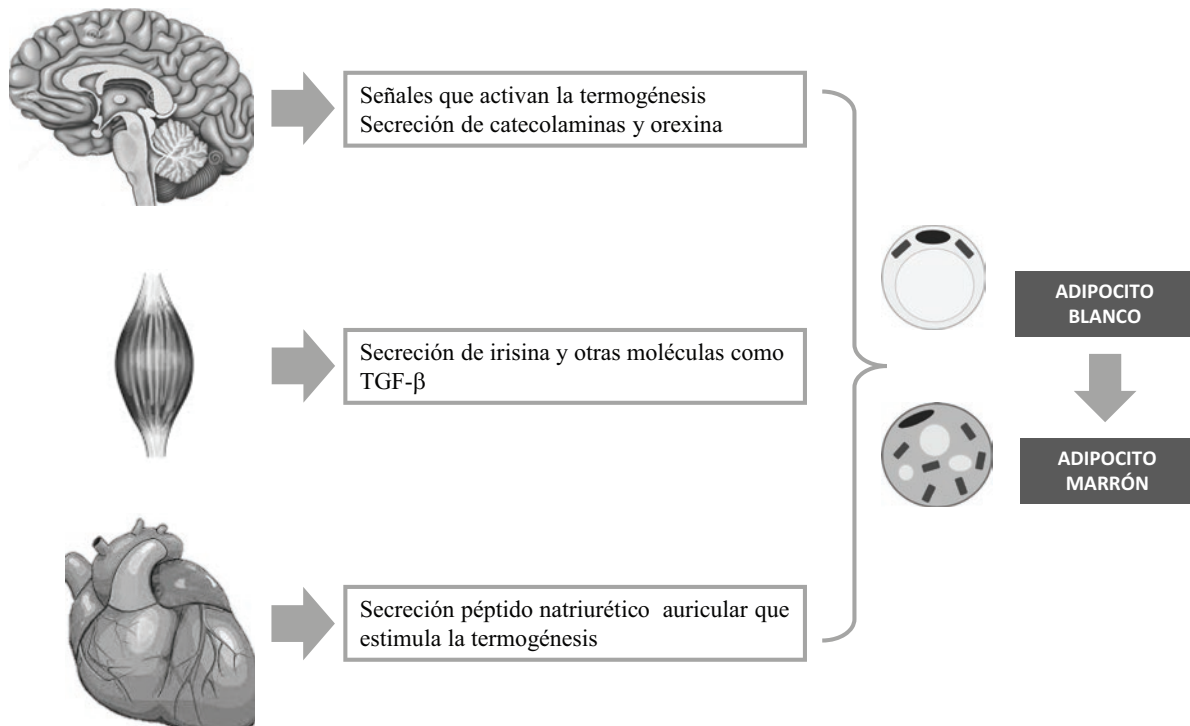 Señales que activan la termogénesis
Secreción de catecolaminas y orexina
Secreción de irisina y otras moléculas como
TGF-β
Secreción péptido natriurético auricular que
estimula la termogénesis
ADIPOCITO
BLANCO
ADIPOCITO
MARRÓN